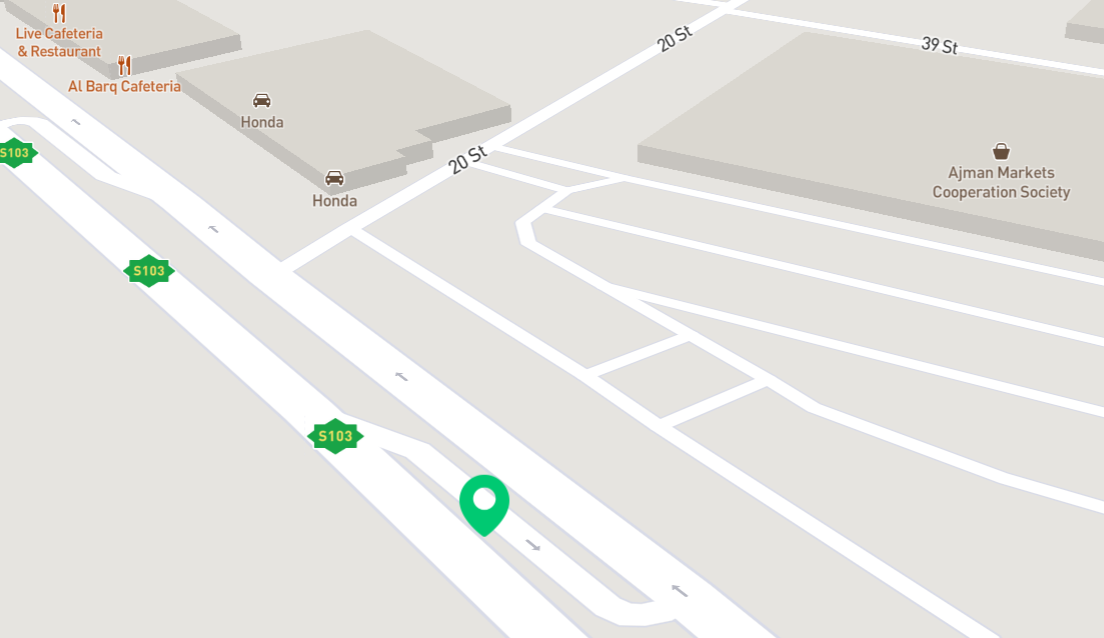 Live Cafeteria
& Restaurant
Al Barq Cafeteria
20 St
39 St
Honda
S103
20 St
Ajman Markets
Cooperation Society
Honda
S103
S103